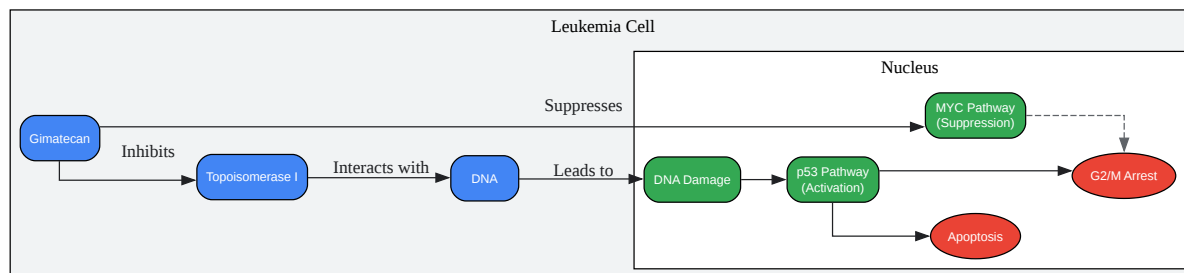 Leukemia Cell
Nucleus
Suppresses
MYC Pathway
(Suppression)
Gimatecan
Inhibits
Topoisomerase I
Interacts with
DNA
Leads to
DNA Damage
p53 Pathway
(Activation)
G2/M Arrest
Apoptosis